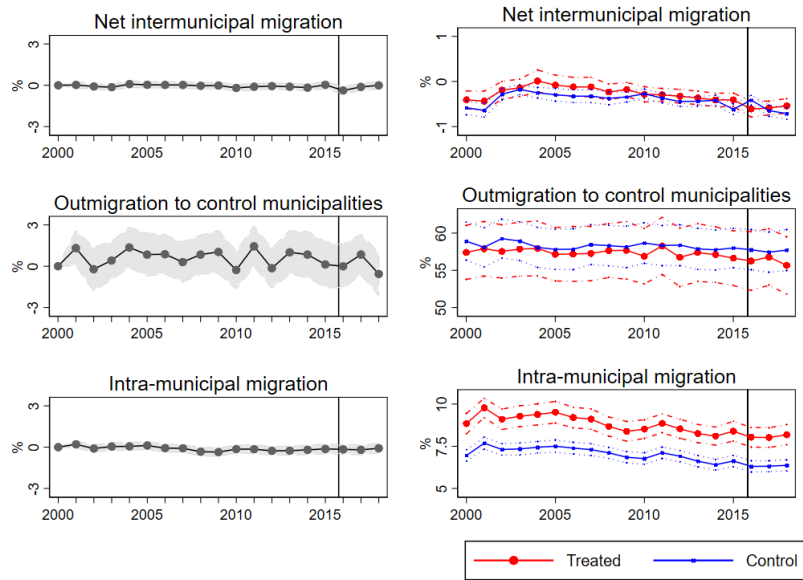 Net intermunicipal migration
3
%
0
-3
2000 2005 2010 2015
Net intermunicipal migration
1
%
0
-1
2000 2005 2010 2015
Outmigration to control municipalities
3
%
0
-3
2000 2005 2010 2015
Outmigration to control municipalities
60
%
55
50
2000 2005 2010 2015
Intra-municipal migration
3
%
0
-3
2000 2005 2010 2015
Intra-municipal migration
10
%
7.5
5
2000 2005 2010 2015
Treated Control